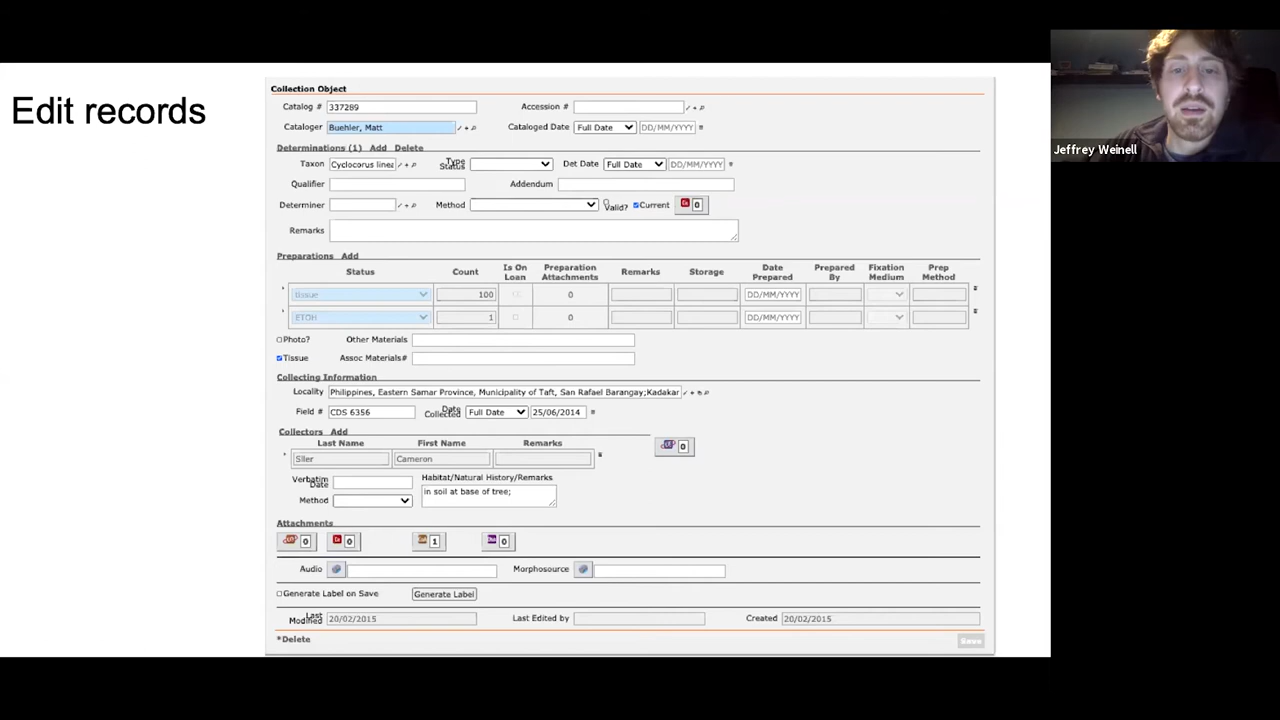 Edit records
Jeffrey Weinell
Collection Object
Catalog # 337289 Accession #
Cataloger Buehler, Matt Cataloged Date Full Date DD/MM/YYYY
Determinations (1) Add Delete
Taxon Cyclocorus linea Type Status Det Date Full Date DD/MM/YYYY
Qualifier Addendum
Determiner Method Valid? Current 0
Remarks
Preparations Add
Status Count Is On Loan Preparation Attachments Remarks Storage Date Prepared Prepared By Fixation Medium Prep Method
tissue 100 0 DD/MM/YYYY
ETOH 1 0 DD/MM/YYYY
Photo? Other Materials
Tissue Assoc Materials#
Collecting Information
Locality Philippines, Eastern Samar Province, Municipality of Taft, San Rafael Barangay;Kadakar
Field # CDS 6356 Date Collected Full Date 25/06/2014
Collectors Add
Last Name First Name Remarks 0
Siler Cameron
Verbatim Date Habitat/Natural History/Remarks
Method in soil at base of tree;
Attachments
0 0 1 0
Audio Morphosource
Generate Label on Save Generate Label
Last Modified 20/02/2015 Last Edited by Created 20/02/2015
*Delete Save